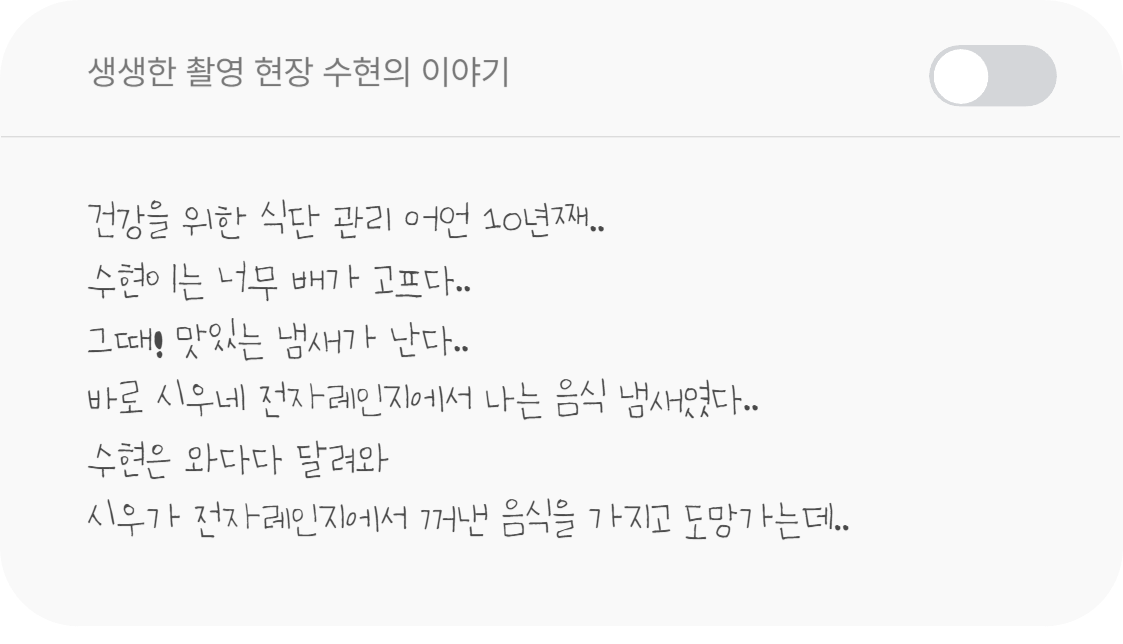 생생한 촬영 현장 수현의 이야기
건강을 위한 식단 관리 어언 10년째..
수현이는 너무 배가 고프다..
그때! 맛있는 냄새가 난다..
바로 시우네 전자레인지에서 나는 음식 냄새였다..
수현은 와다다 달려와
시우가 전자레인지에서 꺼낸 음식을 가지고 도망가는데..